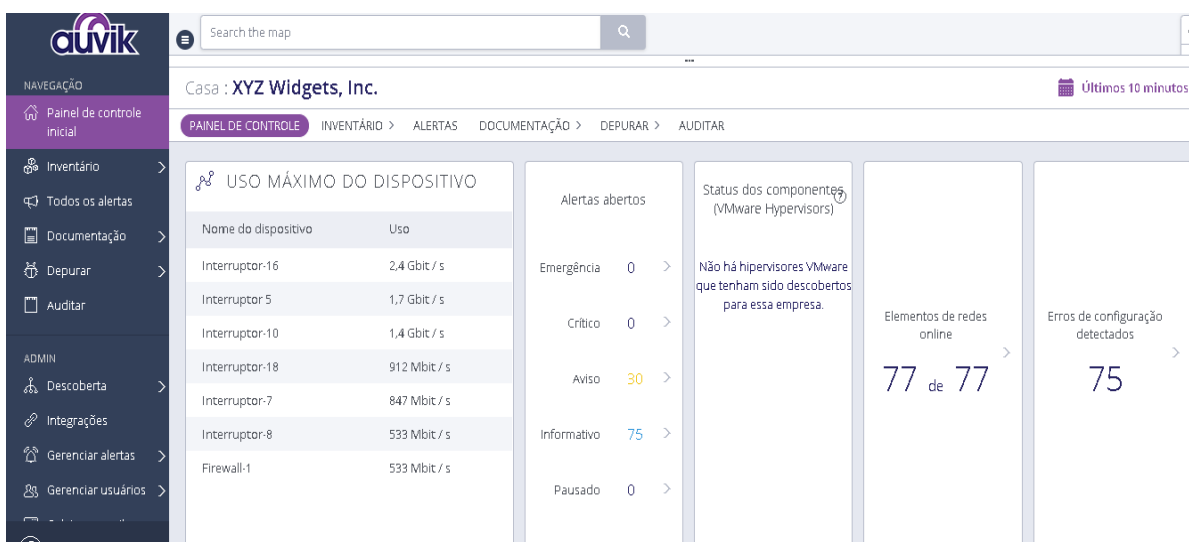 auvik
Search the map
NAVEGAÇÃO
Painel de controle
inicial
Inventário
Todos os alertas
Documentação
Depurar
Auditar
ADMIN
Descoberta
Integrações
Gerenciar alertas
Gerenciar usuários
Casa : XYZ Widgets, Inc.
Últimos 10 minutos
PAINEL DE CONTROLE INVENTÁRIO > ALERTAS DOCUMENTAÇÃO > DEPURAR > AUDITAR
USO MÁXIMO DO DISPOSITIVO
Nome do dispositivo Uso
Interruptor-16 2,4 Gbit / s
Interruptor 5 1,7 Gbit / s
Interruptor-10 1,4 Gbit / s
Interruptor-18 912 Mbit / s
Interruptor-7 847 Mbit / s
Interruptor-8 533 Mbit / s
Firewall-1 533 Mbit / s
Alertas abertos
Emergência 0
Crítico 0
Aviso 30
Informativo 75
Pausado 0
Status dos componentes
(VMware Hypervisors)
Não há hipervisores VMware
que tenham sido descobertos
para essa empresa.
Elementos de redes
online
77 de 77
Erros de configuração
detectados
75